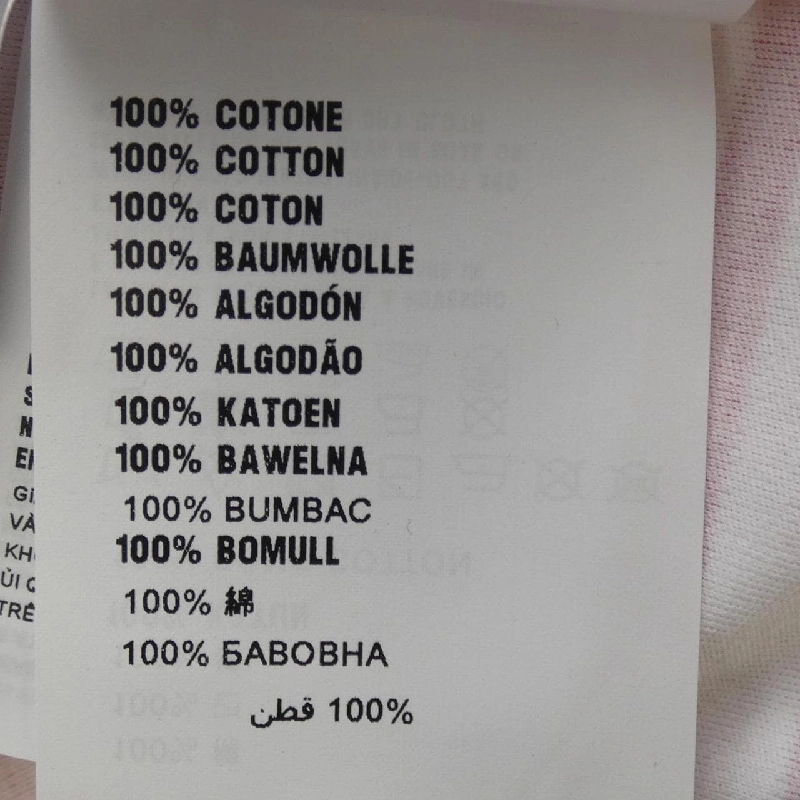 100% COTONE
100% COTTON
100% COTON
100% BAUMWOLLE
100% ALGODÓN
100% ALGODÃO
100% KATOEN
100% BAWELNA
100% BUMBAC
100% BOMULL
100% 綿
100% БАВОВНА
100% قطن
VÀ